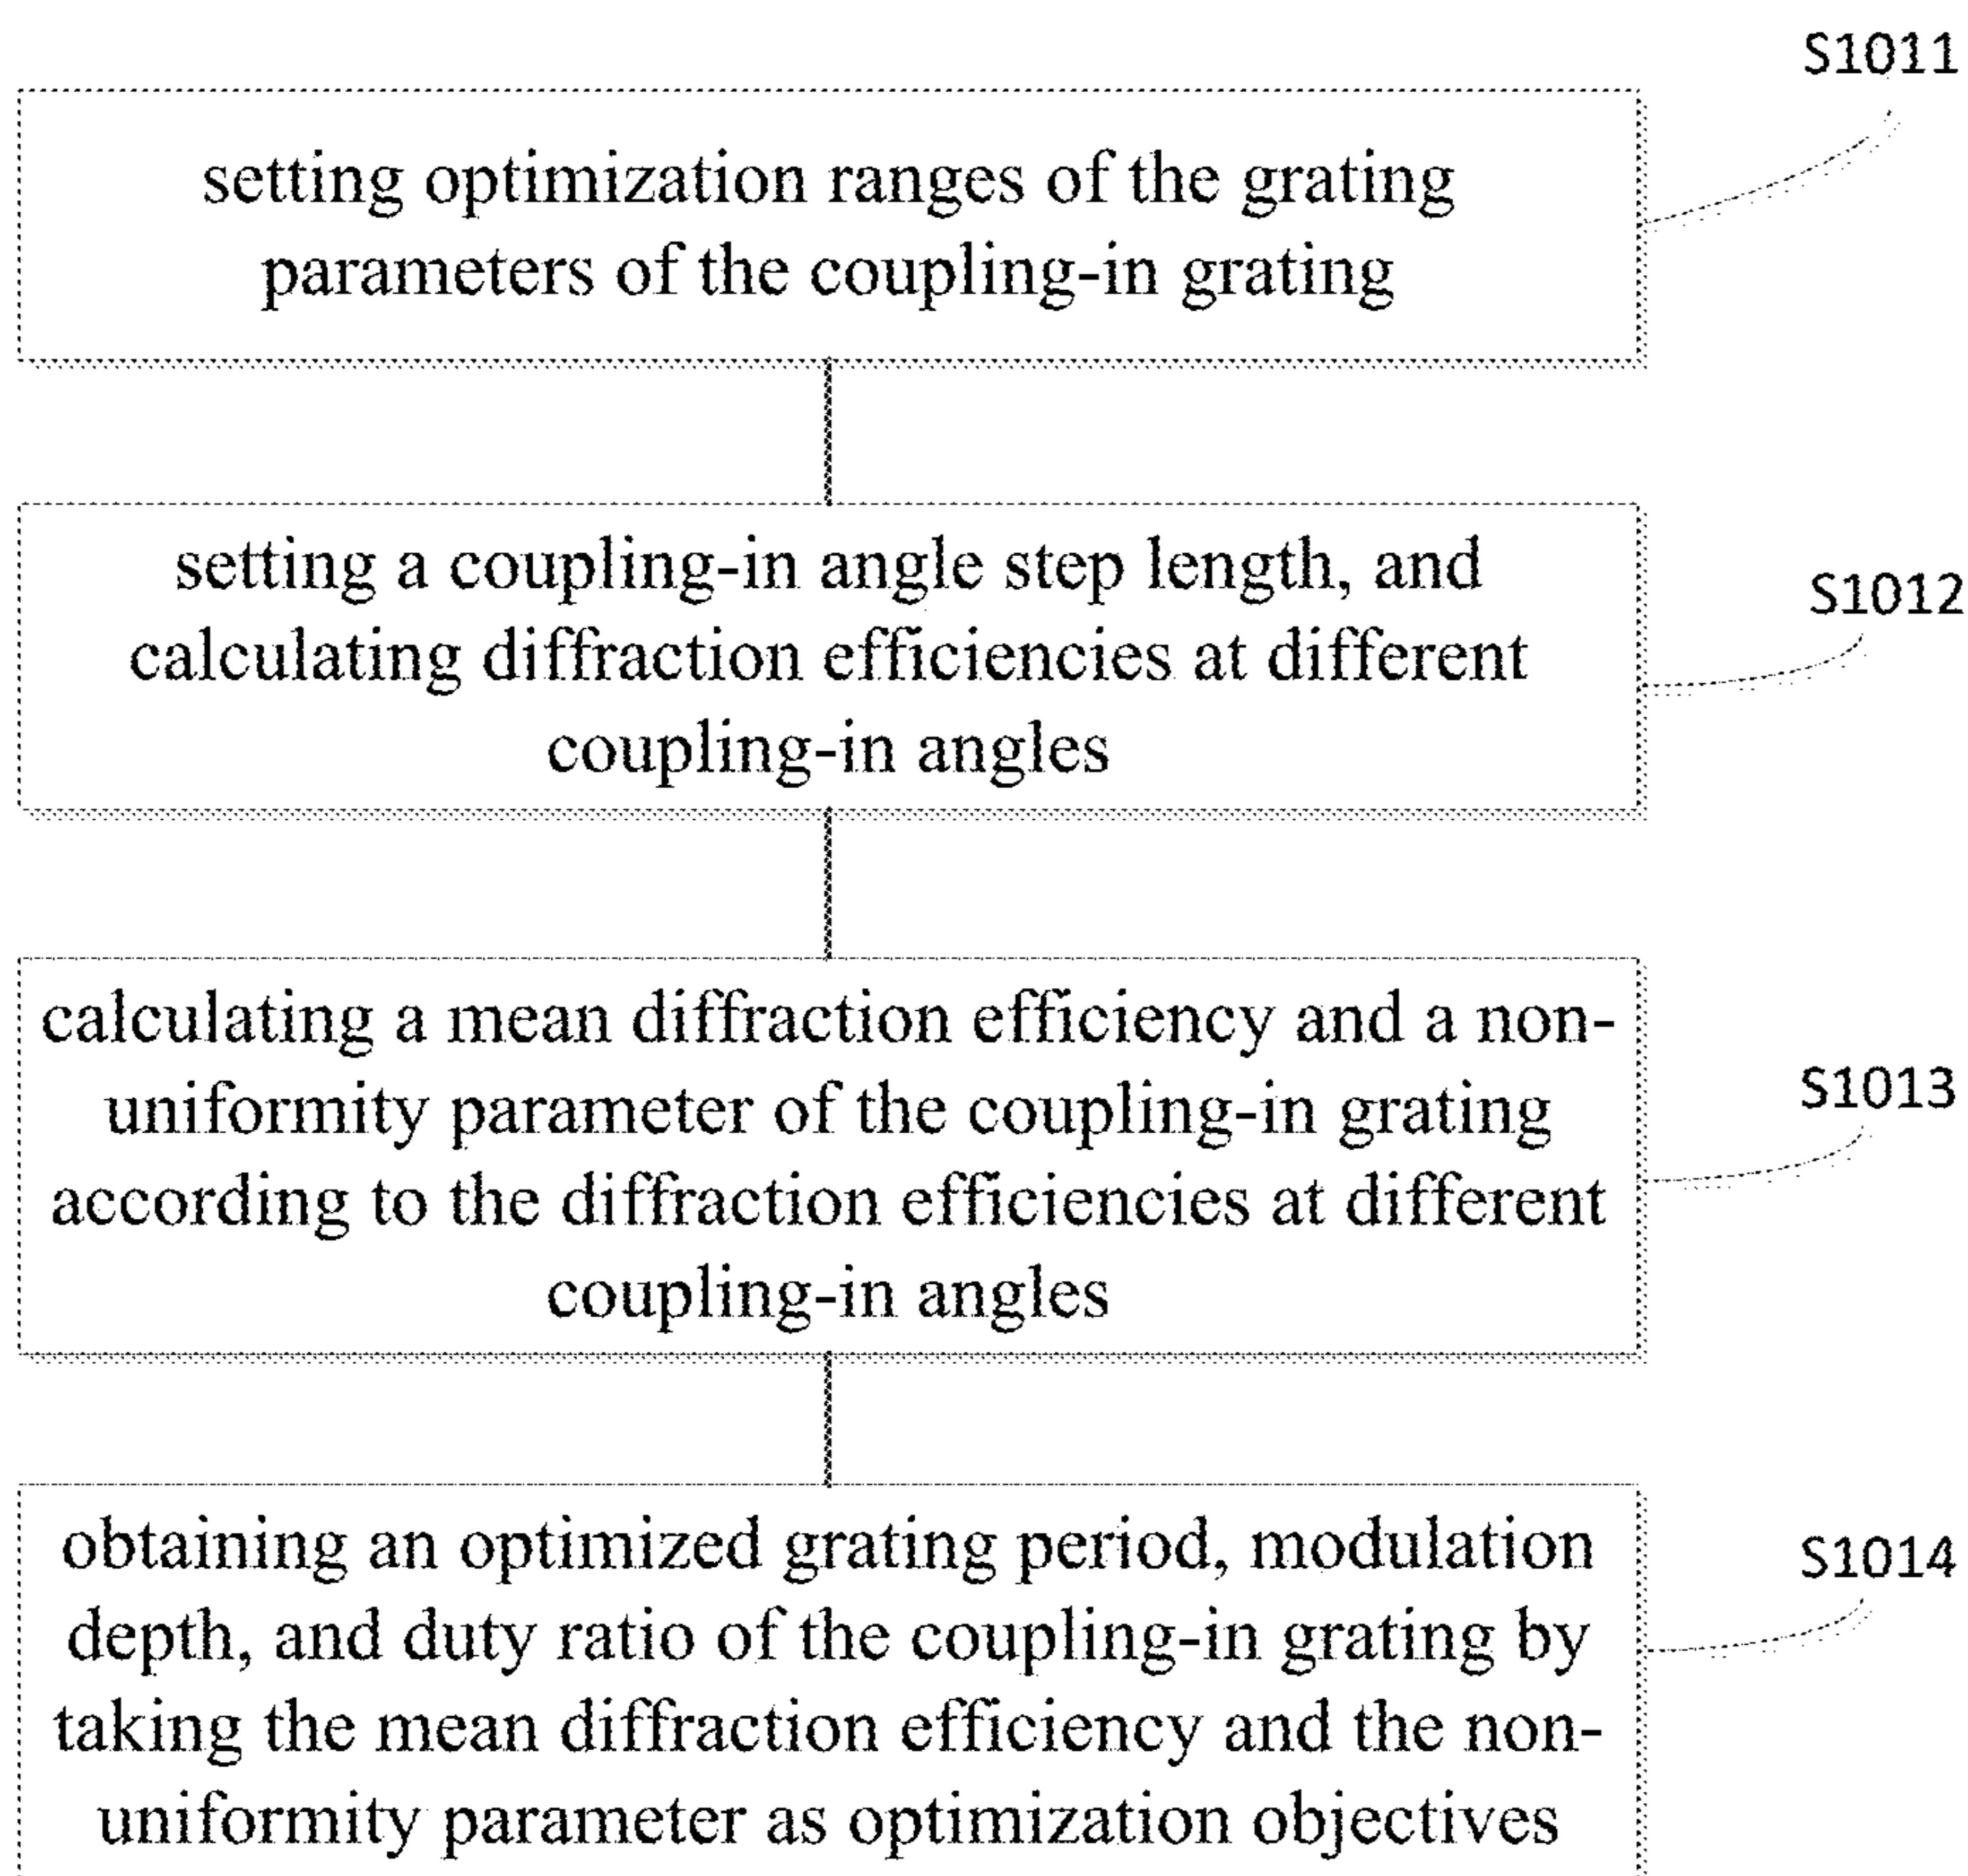 S1011
setting optimization ranges of the grating
parameters of the coupling-in grating
setting a coupling-in angle step length, and
calculating diffraction efficiencies at different
coupling-in angles
S1012
calculating a mean diffraction efficiency and a non-
uniformity parameter of the coupling-in grating
according to the diffraction efficiencies at different
coupling-in angles
S1013
obtaining an optimized grating period, modulation
depth, and duty ratio of the coupling-in grating by
taking the mean diffraction efficiency and the non-
uniformity parameter as optimization objectives
S1014